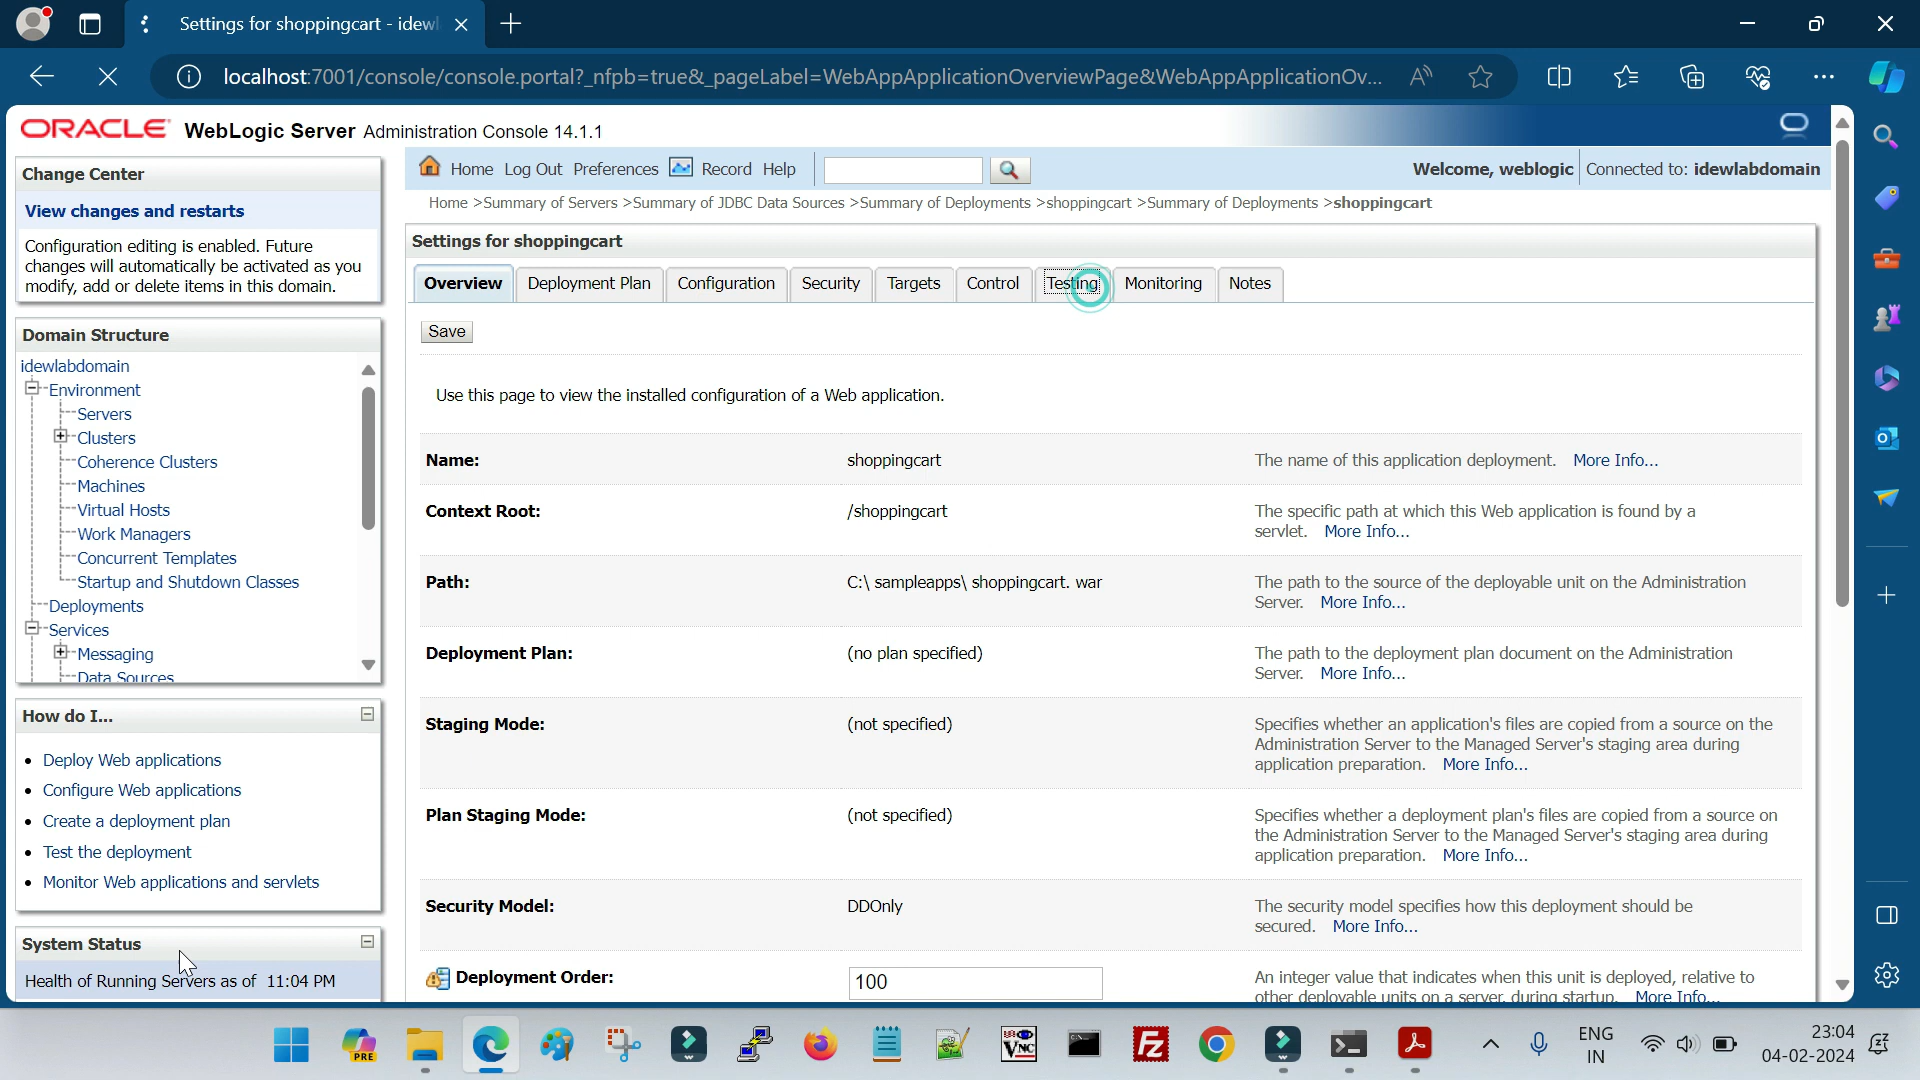 Settings for shoppingcart - idewl
localhost:7001/console/console.portal?_nfpb=true&_pageLabel=WebAppApplicationOverviewPage&WebAppApplicationOv...
ORACLE WebLogic Server Administration Console 14.1.1
Change Center
View changes and restarts
Configuration editing is enabled. Future
changes will automatically be activated as you
modify, add or delete items in this domain.
Domain Structure
idewlabdomain
Environment
Servers
Clusters
Coherence Clusters
Machines
Virtual Hosts
Work Managers
Concurrent Templates
Startup and Shutdown Classes
Deployments
Services
Messaging
Data Sources
How do I...
Deploy Web applications
Configure Web applications
Create a deployment plan
Test the deployment
Monitor Web applications and servlets
System Status
Health of Running Servers as of 11:04 PM
Home Log Out Preferences Record Help
Welcome, weblogic Connected to: idewlabdomain
Home >Summary of Servers >Summary of JDBC Data Sources >Summary of Deployments >shoppingcart >Summary of Deployments >shoppingcart
Settings for shoppingcart
Overview Deployment Plan Configuration Security Targets Control Testing Monitoring Notes
Save
Use this page to view the installed configuration of a Web application.
Name: shoppingcart The name of this application deployment. More Info...
Context Root: /shoppingcart The specific path at which this Web application is found by a
servlet. More Info...
Path: C:\ sampleapps\ shoppingcart. war The path to the source of the deployable unit on the Administration
Server. More Info...
Deployment Plan: (no plan specified) The path to the deployment plan document on the Administration
Server. More Info...
Staging Mode: (not specified) Specifies whether an application's files are copied from a source on the
Administration Server to the Managed Server's staging area during
application preparation. More Info...
Plan Staging Mode: (not specified) Specifies whether a deployment plan's files are copied from a source on
the Administration Server to the Managed Server's staging area during
application preparation. More Info...
Security Model: DDOnly The security model specifies how this deployment should be
secured. More Info...
Deployment Order: 100 An integer value that indicates when this unit is deployed, relative to
other deployable units on a server, during startup. More Info...
PRE
VNC
ENG
IN
23:04
04-02-2024